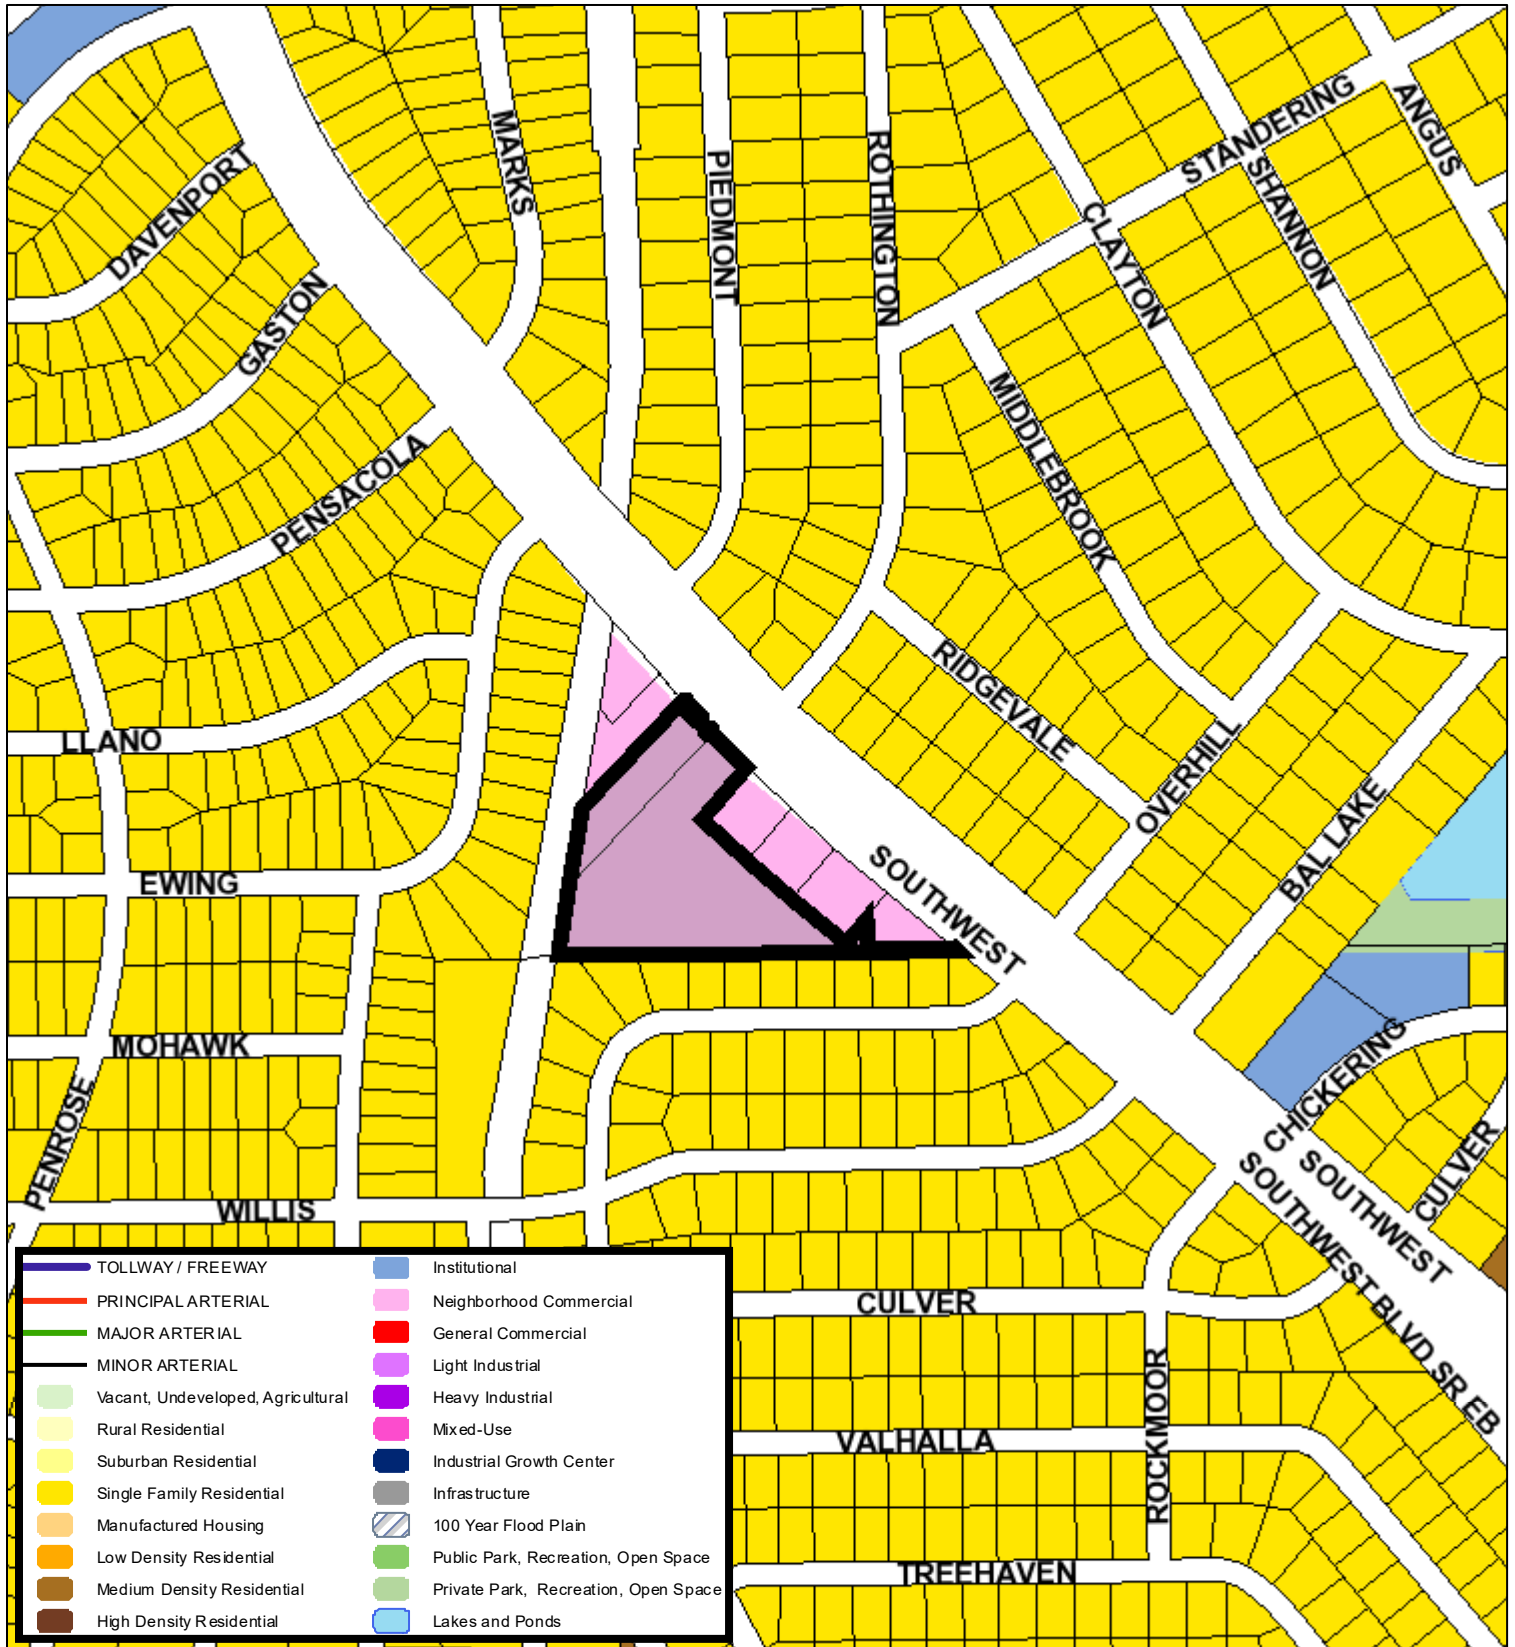 MARKS
PIEDMONT
ROTHINGTON
STANDERING
ANGUS
SHANNON
CLAYTON
DAVENPORT
GASTON
PENSACOLA
MIDDLEBROOK
RIDGEVALE
OVERHILL
BAL LAKE
LLANO
EWING
SOUTHWEST
MOHAWK
PENROSE
WILLIS
CHICKERING
CULVER
SOUTHWEST
SOUTHWEST BLVD SR EB
CULVER
ROCKMOOR
VALHALLA
TREEHAVEN
TOLLWAY / FREEWAY
PRINCIPAL ARTERIAL
MAJOR ARTERIAL
MINOR ARTERIAL
Vacant, Undeveloped, Agricultural
Rural Residential
Suburban Residential
Single Family Residential
Manufactured Housing
Low Density Residential
Medium Density Residential
High Density Residential
Institutional
Neighborhood Commercial
General Commercial
Light Industrial
Heavy Industrial
Mixed-Use
Industrial Growth Center
Infrastructure
100 Year Flood Plain
Public Park, Recreation, Open Space
Private Park, Recreation, Open Space
Lakes and Ponds